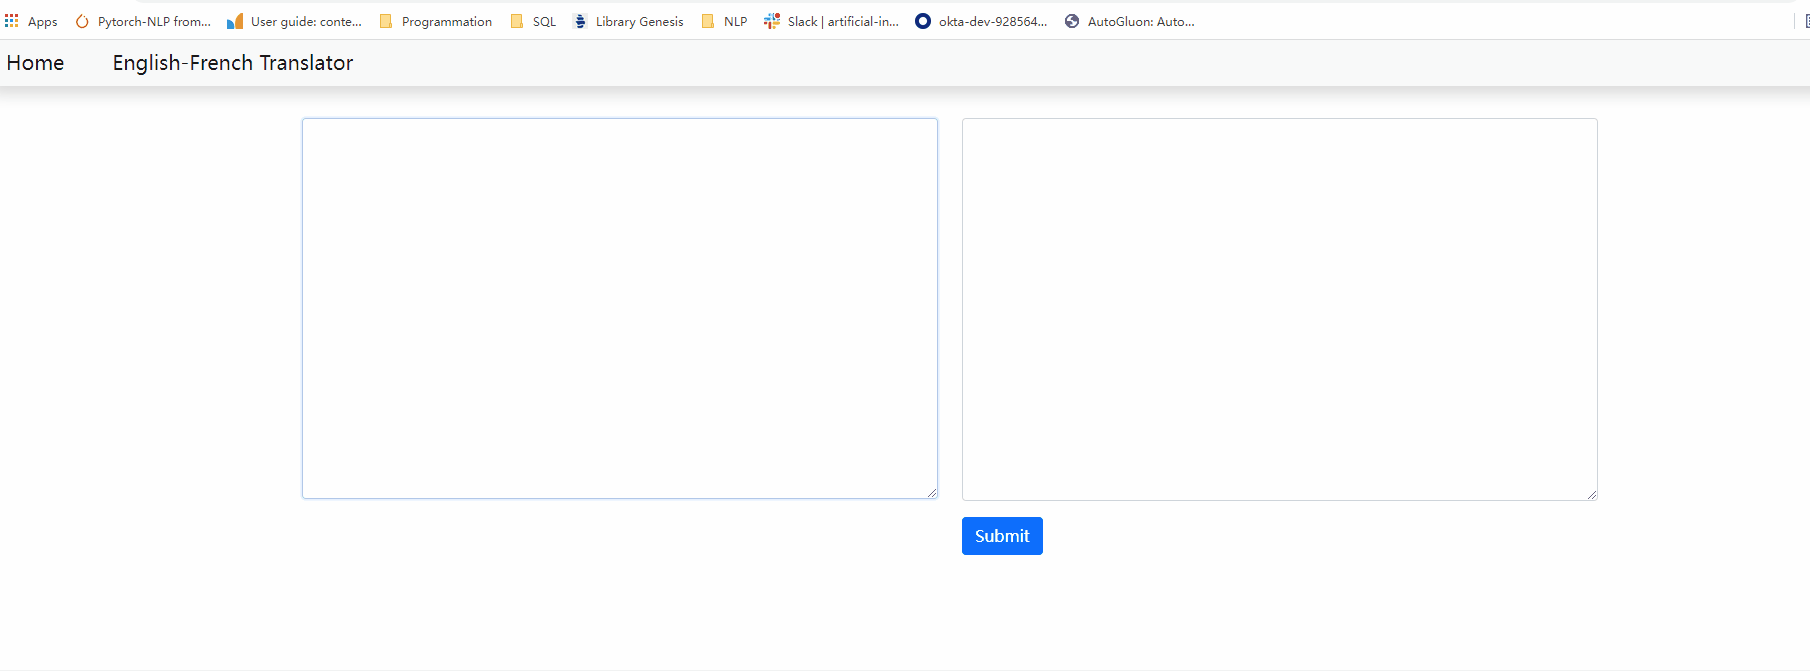 Apps Pytorch-NLP from... User guide: conte... Programmation SQL Library Genesis NLP Slack | artificial-in... okta-dev-928564... AutoGluon: Auto...
Home English-French Translator
Submit